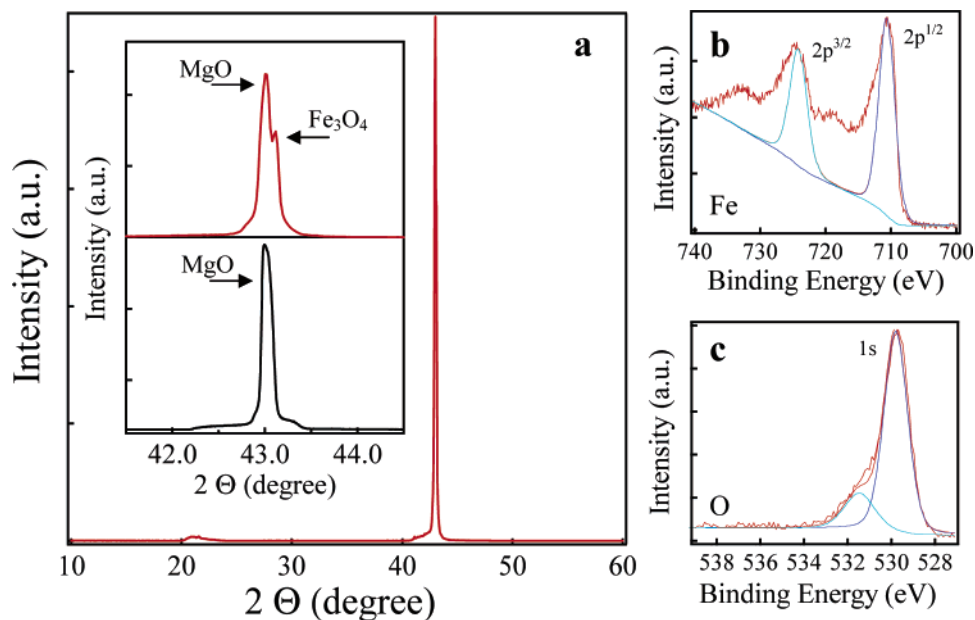 a
MgO
Fe₃O₄
MgO
Intensity (a.u.)
42.0 43.0 44.0
2 Θ (degree)
Intensity (a.u.)
10 20 30 40 50 60
2 Θ (degree)
b
2p³/²
2p¹/²
Fe
Intensity (a.u.)
740 730 720 710 700
Binding Energy (eV)
c
1s
O
Intensity (a.u.)
538 536 534 532 530 528
Binding Energy (eV)